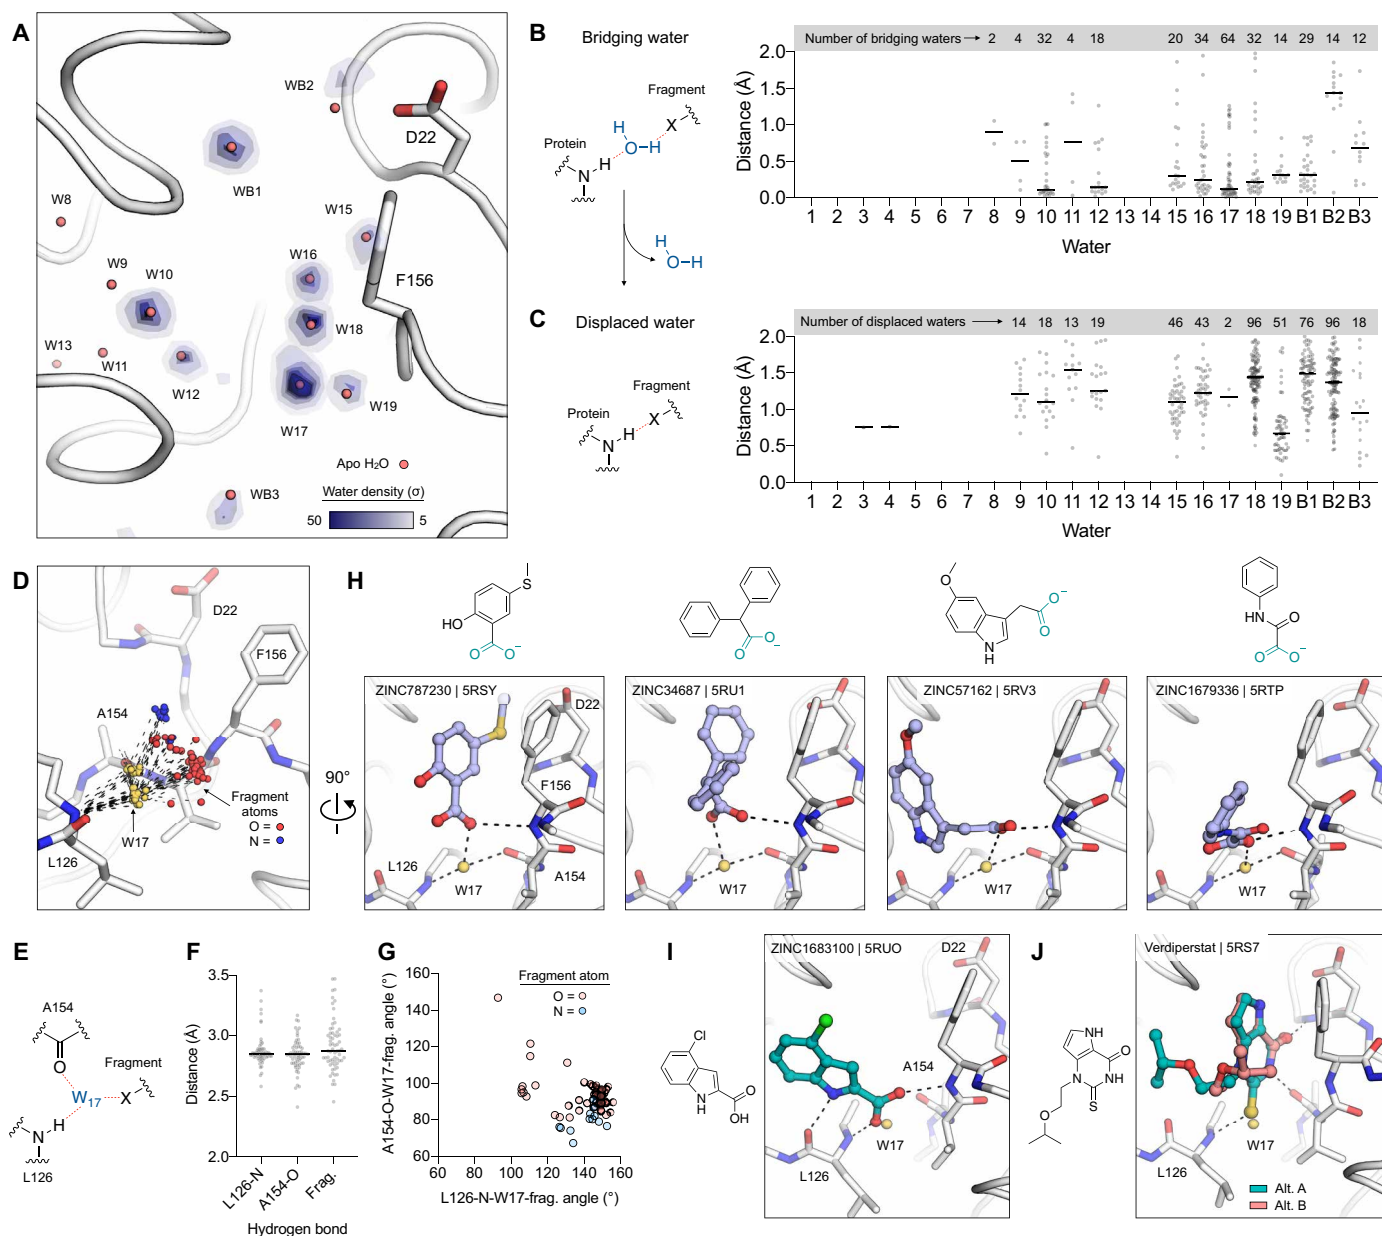 A
WB2
D22
WB1
W8
W15
W9
W16
W10
F156
W18
W13
W11
W12
W19
W17
Apo H₂O
WB3
Water density (σ)
50
5
B
Bridging water
Fragment
H
X
O–H
Protein
H
N
H
O–H
Number of bridging waters
2 4 32 4 18 20 34 64 32 14 29 14 12
2.0
1.5
1.0
0.5
0.0
Distance (Å)
1 2 3 4 5 6 7 8 9 10 11 12 13 14 15 16 17 18 19 B1 B2 B3
Water
C
Displaced water
Fragment
Protein
X
H
N
Number of displaced waters
14 18 13 19 46 43 2 96 51 76 96 18
2.0
1.5
1.0
0.5
0.0
Distance (Å)
1 2 3 4 5 6 7 8 9 10 11 12 13 14 15 16 17 18 19 B1 B2 B3
Water
D
D22
F156
A154
Fragment
atoms
O =
N =
W17
L126
90°
H
S
HO
O O⁻
O O⁻
O
N
H
O⁻
O
HN O
O O⁻
ZINC787230 | 5RSY
D22
F156
L126
W17
A154
ZINC34687 | 5RU1
W17
ZINC57162 | 5RV3
W17
ZINC1679336 | 5RTP
W17
E
A154
O
Fragment
W₁₇
X
H
N
L126
F
3.5
3.0
2.5
2.0
Distance (Å)
L126-N
A154-O
Frag.
Hydrogen bond
G
160
140
120
100
80
60
A154-O-W17-frag. angle (°)
Fragment atom
O =
N =
60 80 100 120 140 160
L126-N-W17-frag. angle (°)
I
Cl
O
N
H
OH
ZINC1683100 | 5RUO
D22
A154
W17
L126
J
NH
O
N NH
S
O
Verdiperstat | 5RS7
W17
L126
Alt. A
Alt. B